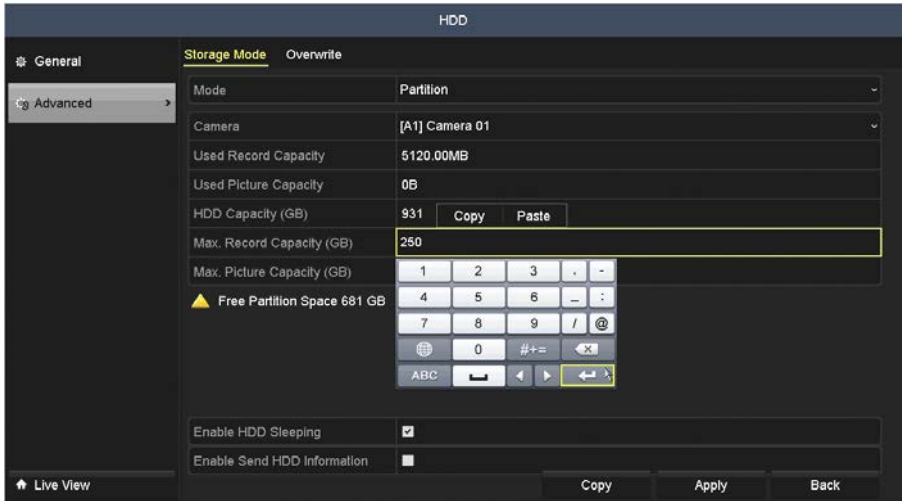 HDD
General
Advanced
Storage Mode Overwrite
Mode Partition
Camera [A1] Camera 01
Used Record Capacity 5120.00MB
Used Picture Capacity 0B
HDD Capacity (GB) 931 Copy Paste
Max. Record Capacity (GB) 250
Max. Picture Capacity (GB)
Free Partition Space 681 GB
1 2 3 . -
4 5 6 _ :
7 8 9 / @
0 #+=
ABC
Enable HDD Sleeping
Enable Send HDD Information
Live View Copy Apply Back